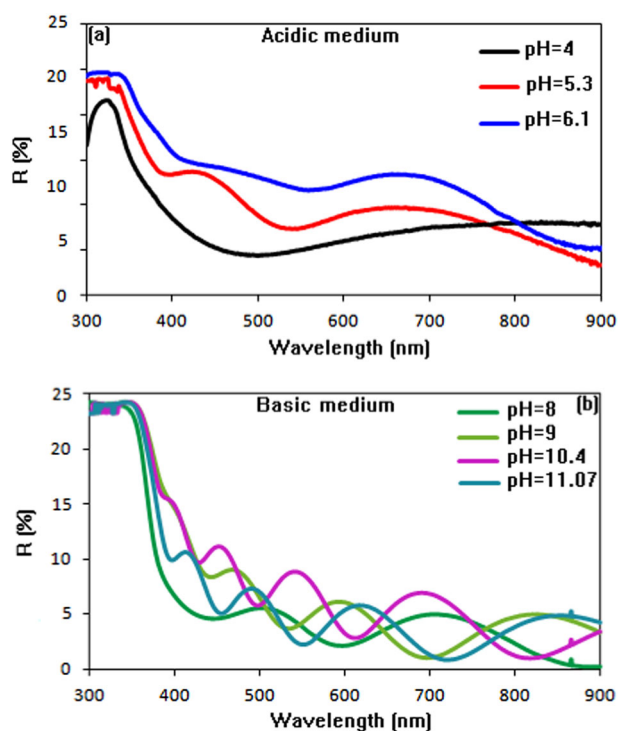 25
20
15
10
5
0
R (%)
(a)
Acidic medium
pH=4
pH=5.3
pH=6.1
300 400 500 600 700 800 900
Wavelength (nm)
25
20
15
10
5
0
R (%)
Basic medium
(b)
pH=8
pH=9
pH=10.4
pH=11.07
300 400 500 600 700 800 900
Wavelength (nm)